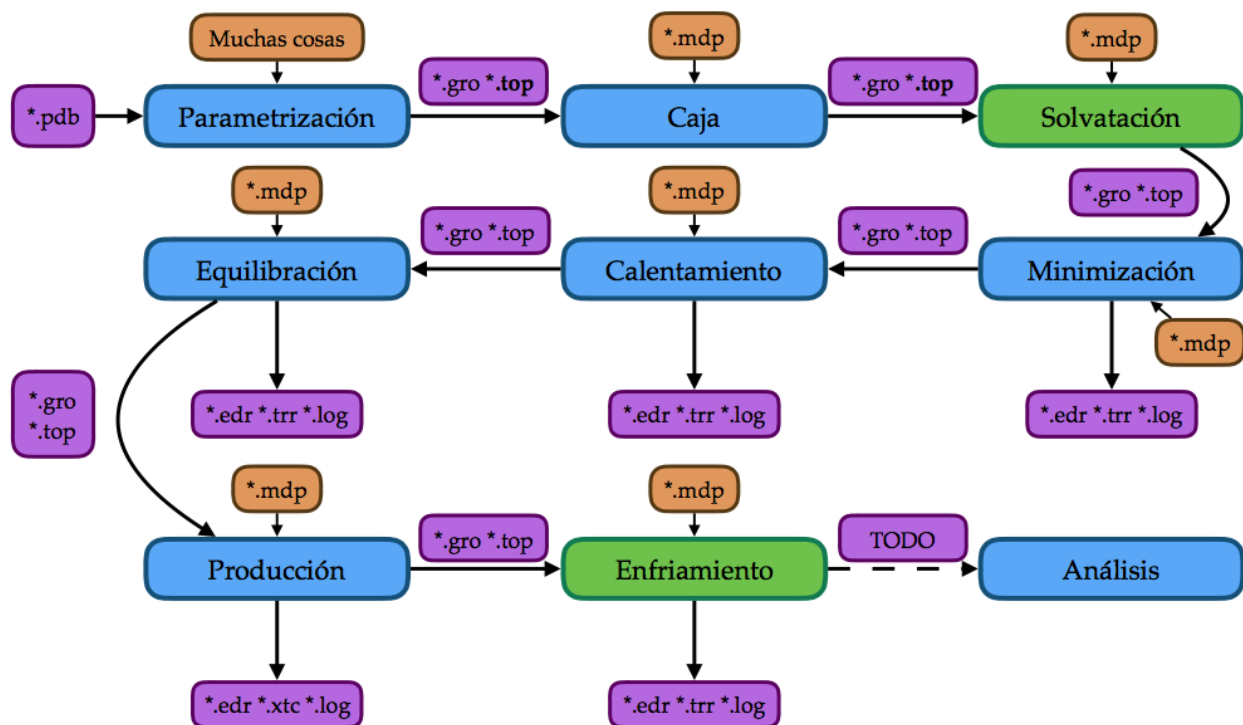 Muchas cosas
*.mdp
*.mdp
*.gro *.top
*.gro *.top
*.pdb
Parametrización
Caja
Solvatación
*.mdp
*.mdp
*.gro *.top
*.gro *.top
*.gro *.top
Equilibración
Calentamiento
Minimización
*.mdp
*.gro
*.top
*.edr *.trr *.log
*.edr *.trr *.log
*.edr *.trr *.log
*.mdp
*.mdp
*.gro *.top
TODO
Producción
Enfriamiento
Análisis
*.edr *.xtc *.log
*.edr *.trr *.log